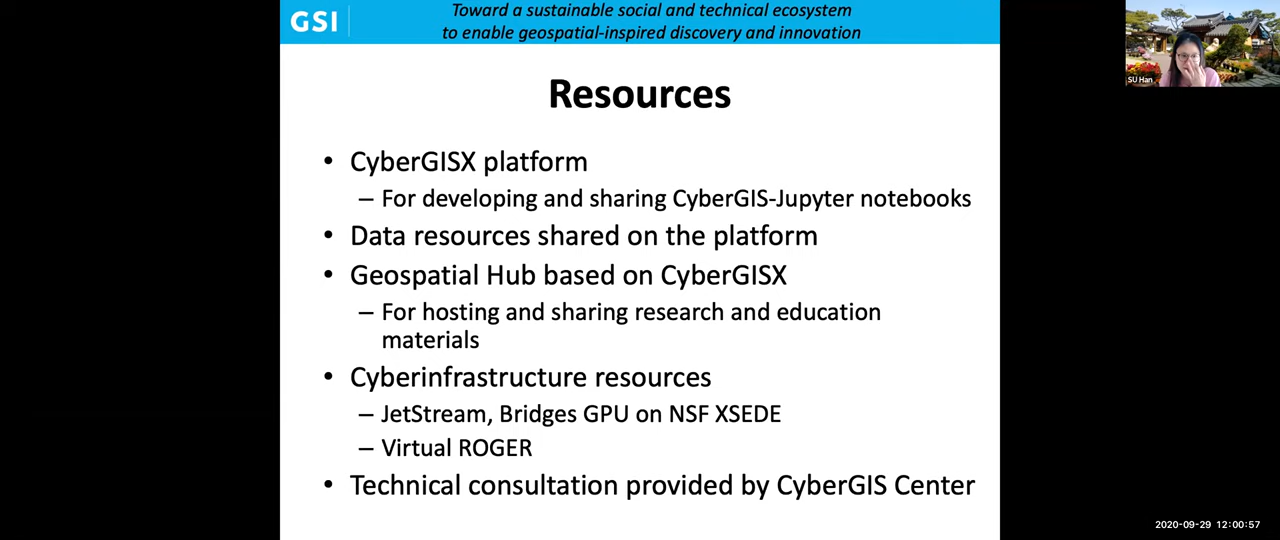 GSI
Toward a sustainable social and technical ecosystem
to enable geospatial-inspired discovery and innovation
SU Han
Resources
• CyberGISX platform
– For developing and sharing CyberGIS-Jupyter notebooks
• Data resources shared on the platform
• Geospatial Hub based on CyberGISX
– For hosting and sharing research and education
materials
• Cyberinfrastructure resources
– JetStream, Bridges GPU on NSF XSEDE
– Virtual ROGER
• Technical consultation provided by CyberGIS Center
2020-09-29 12:00:57